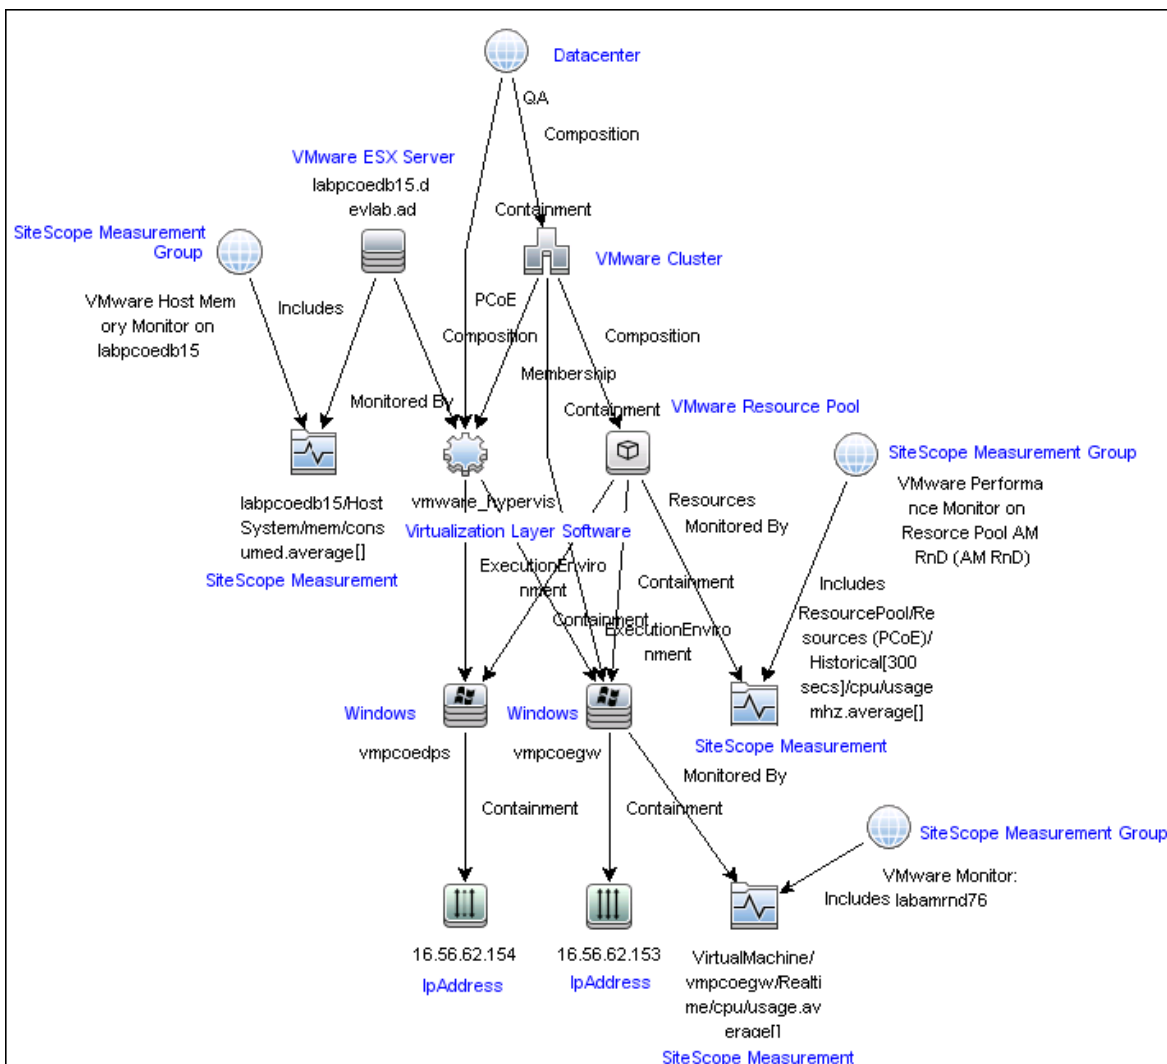 Datacenter
QA
Composition
VMware ESX Server
labpcoedb15.d
evlab.ad
Containment
SiteScope Measurement
Group
VMware Cluster
VMware Host Mem
ory Monitor on
labpcoedb15
Includes
PCoE
Composition
Composition
Membership
Monitored By
Containment
VMware Resource Pool
SiteScope Measurement Group
VMware Performa
nce Monitor on
Resorce Pool AM
RnD (AM RnD)
labpcoedb15/Host
System/mem/cons
umed.average[]
SiteScope Measurement
vmware_hypervis
Virtualization Layer Software
Resources
Monitored By
ExecutionEnviro
nment
Containment
Includes
Containment
ExecutionEnviro
nment
ResourcePool/Re
sources (PCoE)/
Historical[300
secs]/cpu/usage
mhz.average[]
SiteScope Measurement
Windows
vmpcoedps
Windows
vmpcoegw
Monitored By
Containment
Containment
SiteScope Measurement Group
VMware Monitor:
labamrnd76
Includes
16.56.62.154
IpAddress
16.56.62.153
IpAddress
VirtualMachine/
vmpcoegw/Realti
me/cpu/usage.av
erage[]
SiteScope Measurement